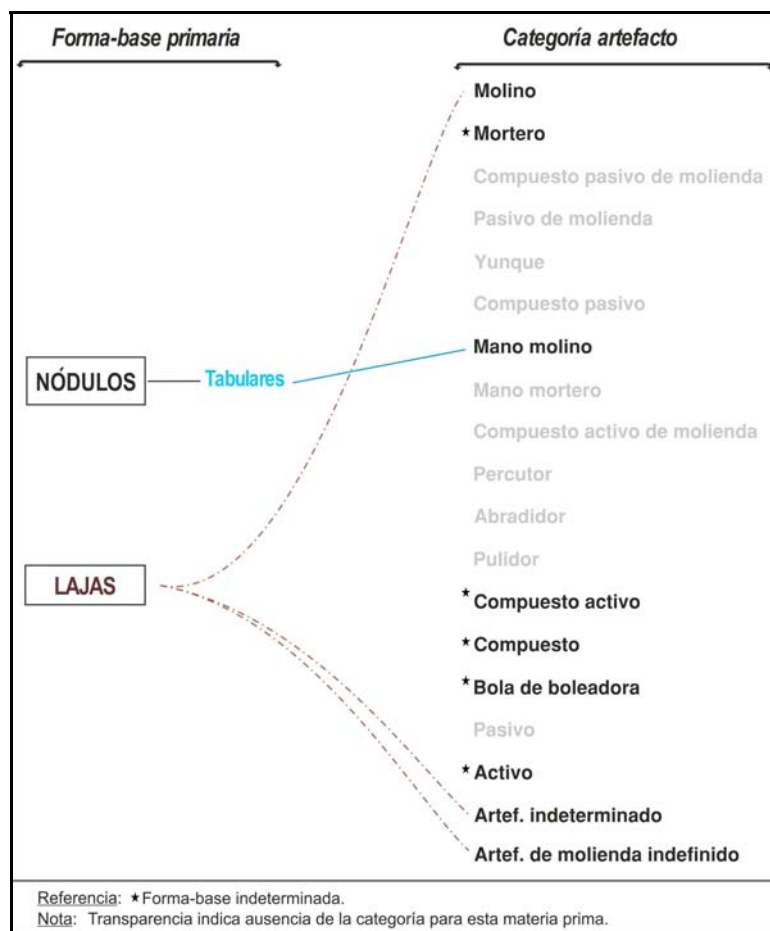 Forma-base primaria
Categoría artefacto
Molino
★ Mortero
Compuesto pasivo de molienda
Pasivo de molienda
Yunque
Compuesto pasivo
NÓDULOS
Tabulares
Mano molino
Mano mortero
Compuesto activo de molienda
Percutor
Abradidor
Pulidor
LAJAS
★ Compuesto activo
★ Compuesto
★ Bola de boleadora
Pasivo
★ Activo
Artef. indeterminado
Artef. de molienda indefinido
Referencia: ★ Forma-base indeterminada.
Nota: Transparencia indica ausencia de la categoría para esta materia prima.